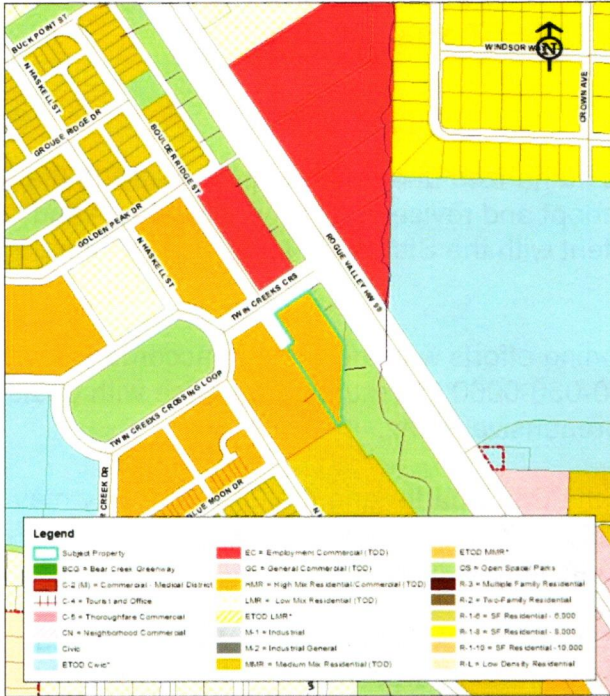 BUCK POINT ST
N HASKELL ST
GROUSE RIDGE DR
BOULDER RIDGE ST
GOLDEN PEAK DR
N HASKELL ST
TWIN CREEKS CRS
ROGUE VALLEY HW 99
WINDSOR WAY
N
CROWN AVE
TWIN CREEKS CROSSING LOOP
BLUE MOON DR
CREEK DR
Legend
Subject Property
BCG = Bear Creek Greenway
C-2 (M) = Commercial - Medical District
C-4 = Tourist and Office
C-5 = Thoroughfare Commercial
CN = Neighborhood Commercial
Civic
ETOD Civic*
EC = Employment Commercial (TOD)
GC = General Commercial (TOD)
HMR = High Mix Residential/Commercial (TOD)
LMR = Low Mix Residential (TOD)
ETOD LMR*
M-1 = Industrial
M-2 = Industrial General
MMR = Medium Mix Residential (TOD)
ETOD MMR*
OS = Open Space/ Parks
R-3 = Multiple Family Residential
R-2 = Two-Family Residential
R-1-6 = SF Residential - 6,000
R-1-8 = SF Residential - 8,000
R-1-10 = SF Residential - 10,000
R-L = Low Density Residential